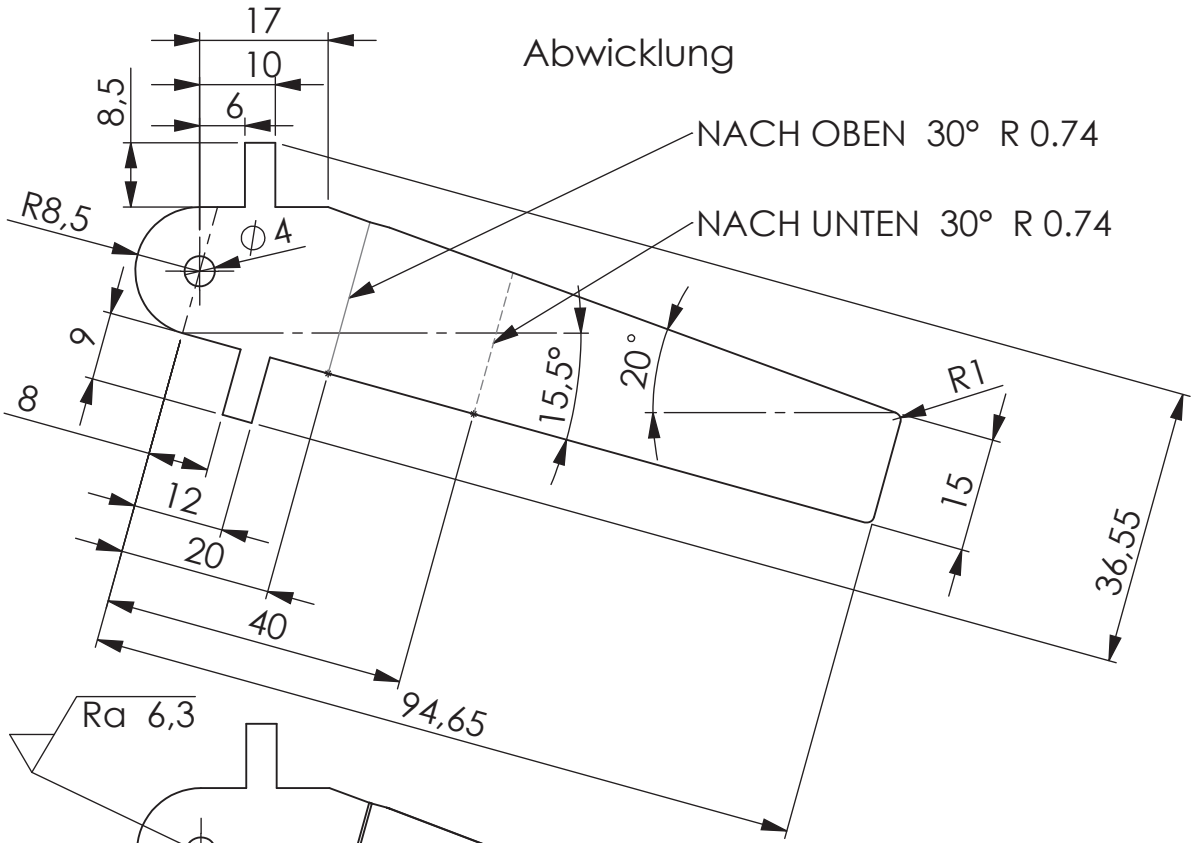 17
Abwicklung
10
8,5
6
NACH OBEN 30° R 0.74
R8,5
NACH UNTEN 30° R 0.74
∅ 4
9
15,5°
20°
R1
8
12
15
20
36,55
40
94,65
Ra 6,3